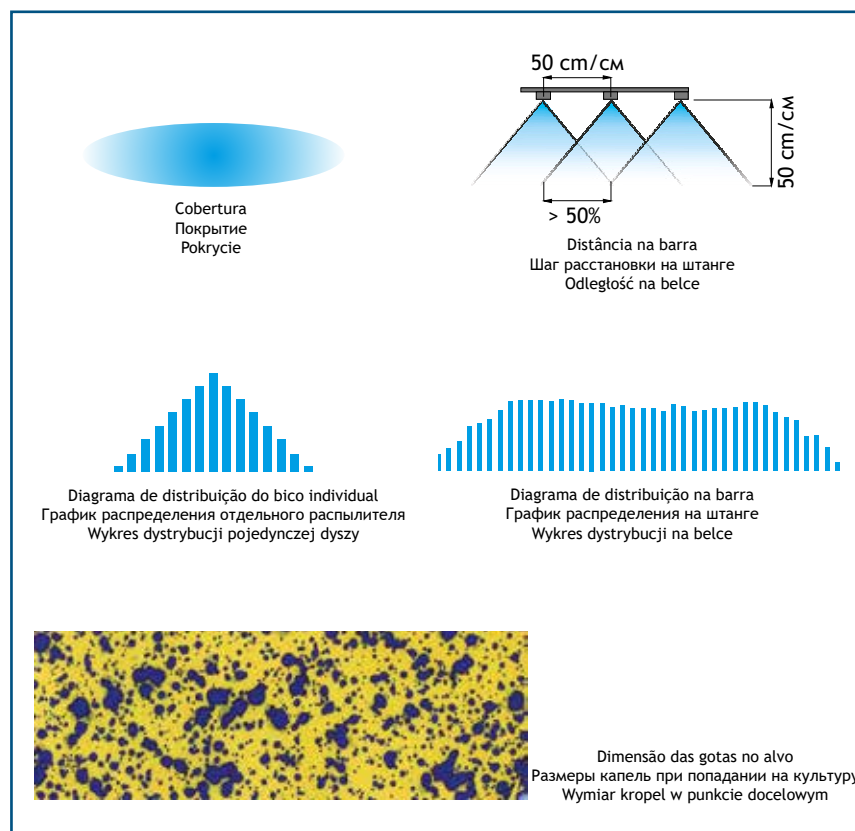 50 cm/см
50 cm/см
> 50%
Cobertura
Покрытие
Pokrycie
Distância na barra
Шаг расстановки на штанге
Odległość na belce
Diagrama de distribuição do bico individual
График распределения отдельного распылителя
Wykres dystrybucji pojedynczej dyszy
Diagrama de distribuição na barra
График распределения на штанге
Wykres dystrybucji na belce
Dimensão das gotas no alvo
Размеры капель при попадании на культуру
Wymiar kropel w punkcie docelowym